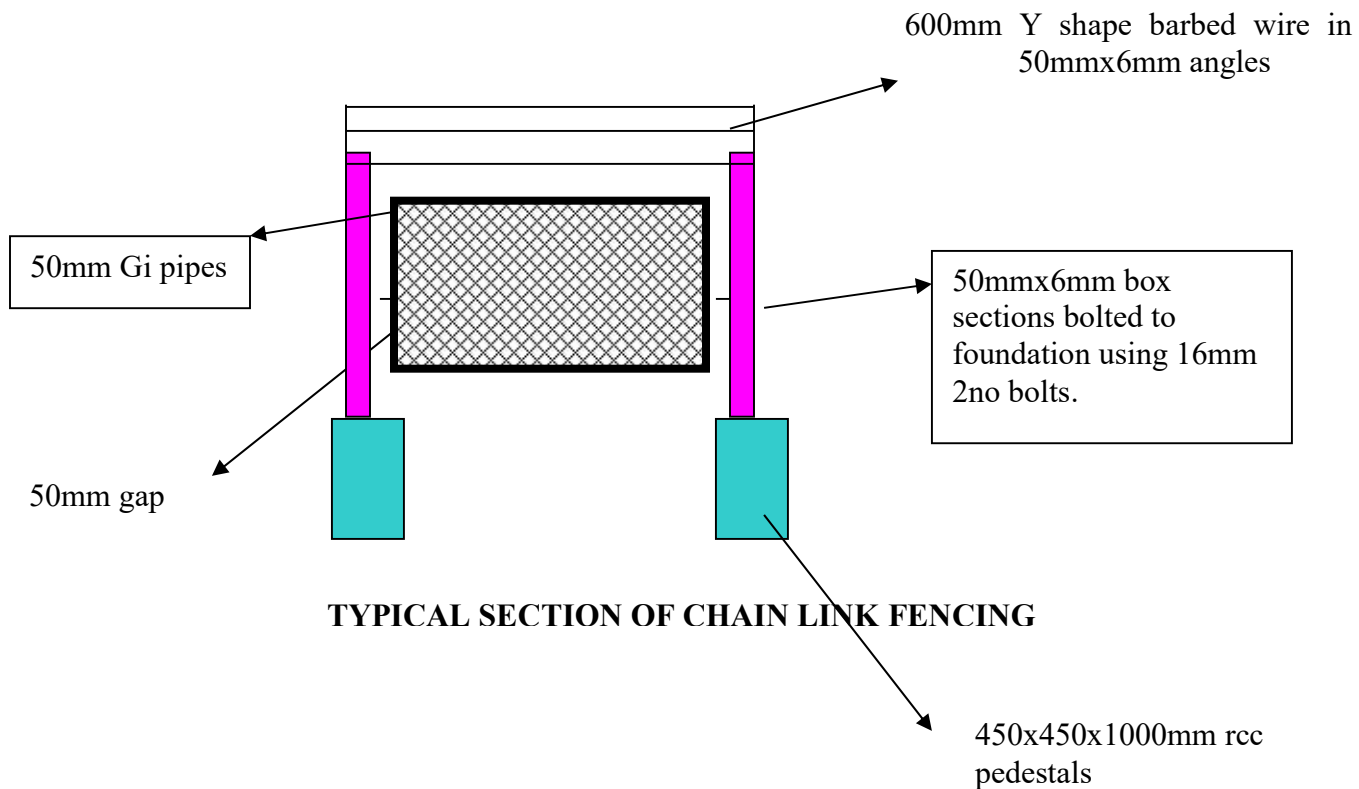 600mm Y shape barbed wire in
50mmx6mm angles
50mm Gi pipes
50mmx6mm box
sections bolted to
foundation using 16mm
2no bolts.
50mm gap
TYPICAL SECTION OF CHAIN LINK FENCING
450x450x1000mm rcc
pedestals